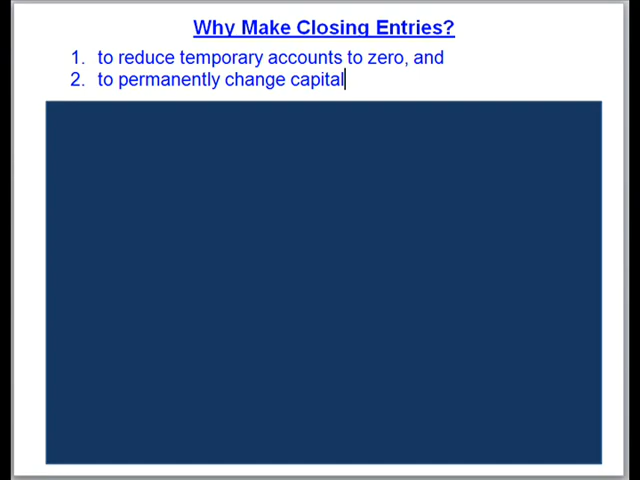 Why Make Closing Entries?
1. to reduce temporary accounts to zero, and
2. to permanently change capital